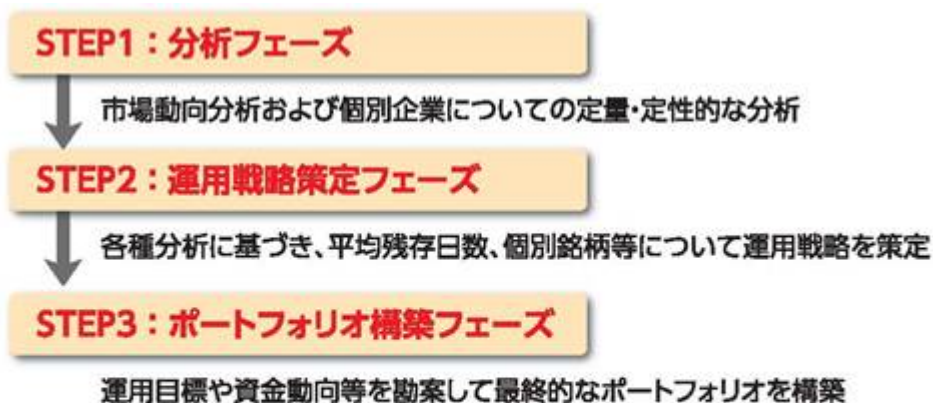 STEP1：分析フェーズ
市場動向分析および個別企業についての定量・定性的な分析
STEP2：運用戦略策定フェーズ
各種分析に基づき、平均残存日数、個別銘柄等について運用戦略を策定
STEP3：ポートフォリオ構築フェーズ
運用目標や資金動向等を勘案して最終的なポートフォリオを構築